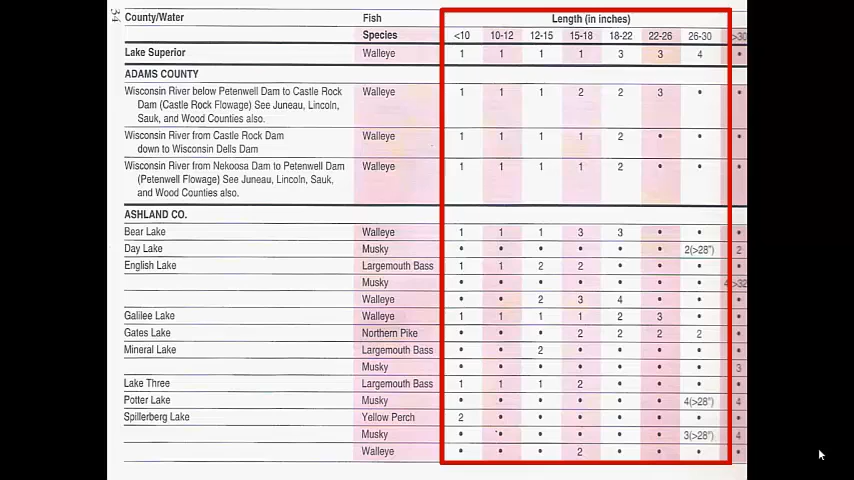 34
County/Water Fish Length (in inches)
Species <10 10-12 12-15 15-18 18-22 22-26 26-30 >30
Lake Superior Walleye 1 1 1 1 3 3 4 •
ADAMS COUNTY
Wisconsin River below Petenwell Dam to Castle Rock Walleye 1 1 1 2 2 3 • •
Dam (Castle Rock Flowage) See Juneau, Lincoln,
Sauk, and Wood Counties also.
Wisconsin River from Castle Rock Dam Walleye 1 1 1 1 2 • • •
down to Wisconsin Dells Dam
Wisconsin River from Nekoosa Dam to Petenwell Dam Walleye 1 1 1 1 2 • • •
(Petenwell Flowage) See Juneau, Lincoln, Sauk,
and Wood Counties also.
ASHLAND CO.
Bear Lake Walleye 1 1 1 3 3 • • •
Day Lake Musky • • • • • • 2(>28") 2
English Lake Largemouth Bass 1 1 2 2 • • • •
Musky • • • • • • •
Walleye • • 2 3 4 • • •
Galilee Lake Walleye 1 1 1 1 2 3 • •
Gates Lake Northern Pike • • • 2 2 2 2 •
Mineral Lake Largemouth Bass • • 2 • • • • •
Musky • • • • • • • 3
Lake Three Largemouth Bass 1 1 1 2 • • • •
Potter Lake Musky • • • • • • 4(>28") 4
Spillerberg Lake Yellow Perch 2 • • • • • • •
Musky • • • • • • 3(>28") 4
Walleye • • • 2 • • • •